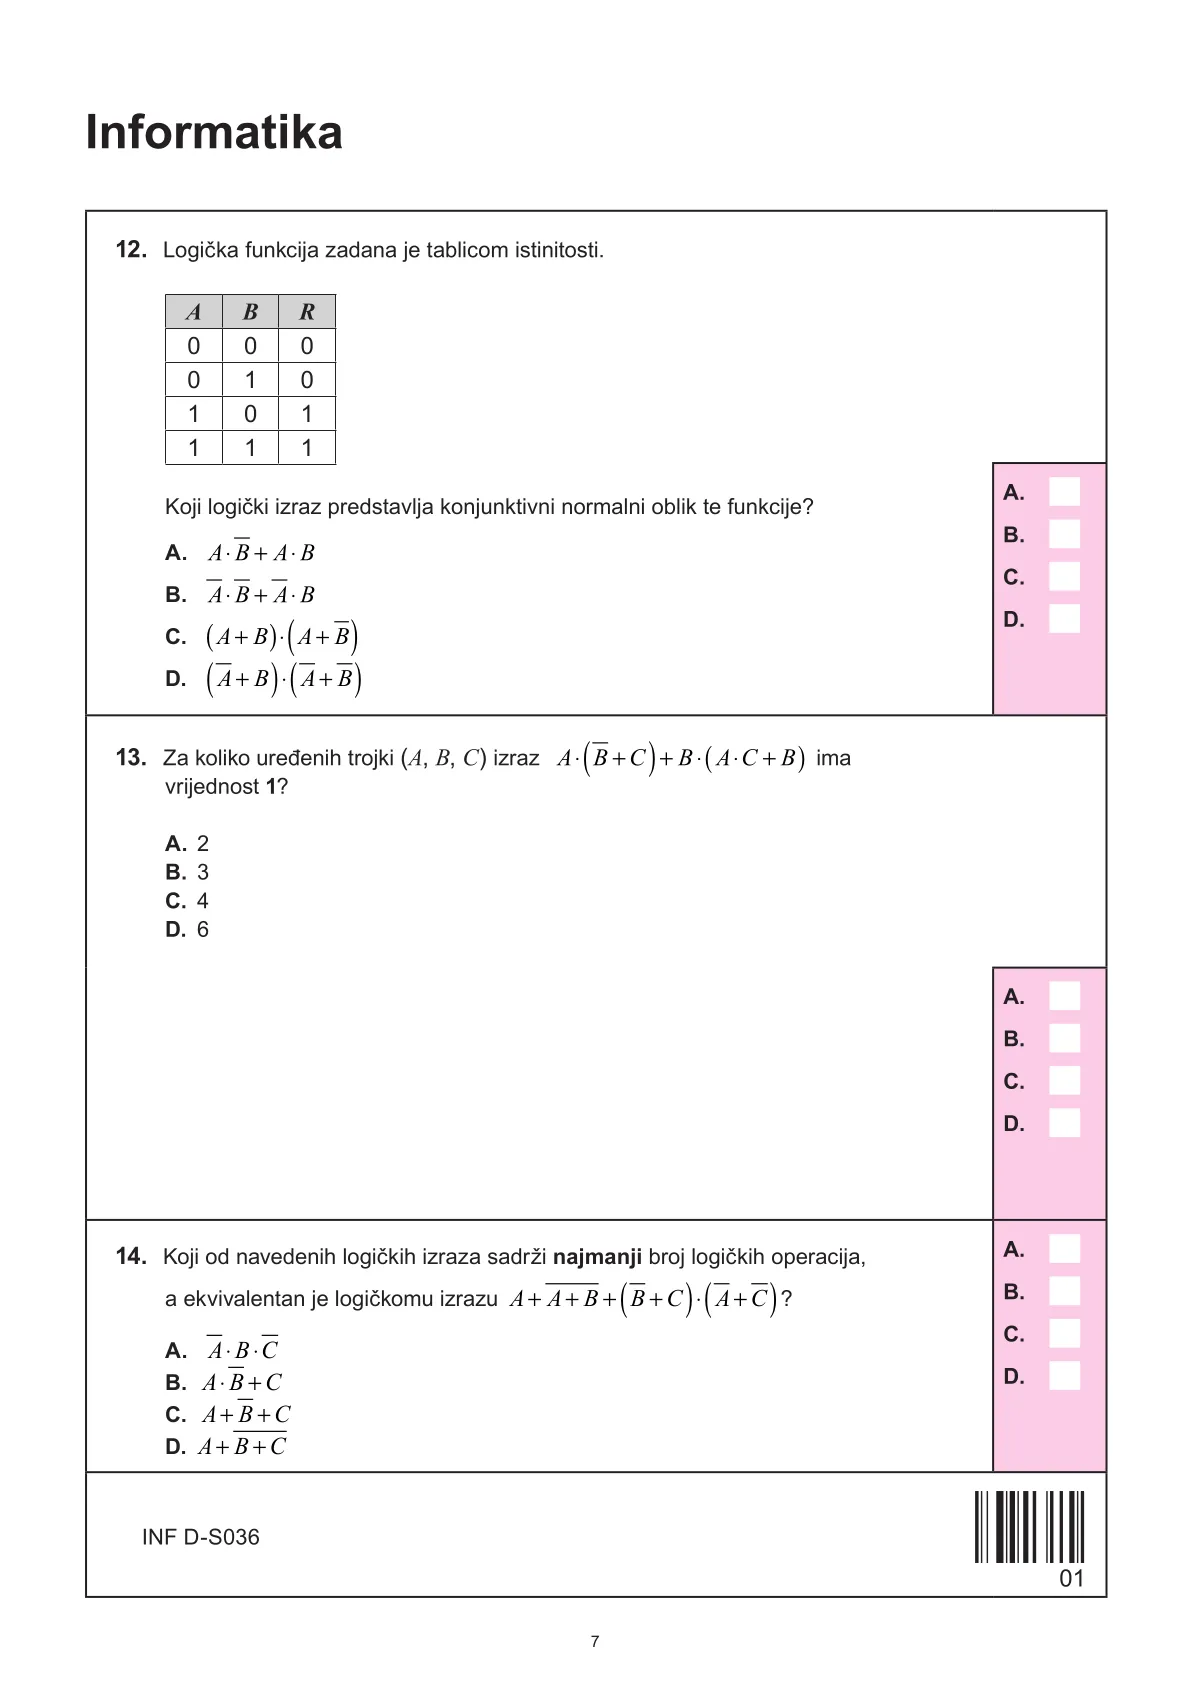 Informatika
12. Logička funkcija zadana je tablicom istinitosti.
A B R
0 0 0
0 1 0
1 0 1
1 1 1
Koji logički izraz predstavlja konjunktivni normalni oblik te funkcije?
A. A · B̅ + A · B
B. A̅ · B̅ + A̅ · B
C. (A + B) · (A + B̅)
D. (A̅ + B) · (A̅ + B̅)
A.
B.
C.
D.
13. Za koliko uređenih trojki (A, B, C) izraz A · (B̅ + C) + B · (A · C + B) ima
vrijednost 1?
A. 2
B. 3
C. 4
D. 6
A.
B.
C.
D.
14. Koji od navedenih logičkih izraza sadrži najmanji broj logičkih operacija,
a ekvivalentan je logičkomu izrazu A + A̅ ̅+̅ ̅B̅ + (B̅ + C) · (A̅ + C̅)?
A. A̅ · B · C̅
B. A · B̅ + C
C. A + B̅ + C
D. A + B̅ ̅+̅ ̅C̅
A.
B.
C.
D.
INF D-S036
01
7